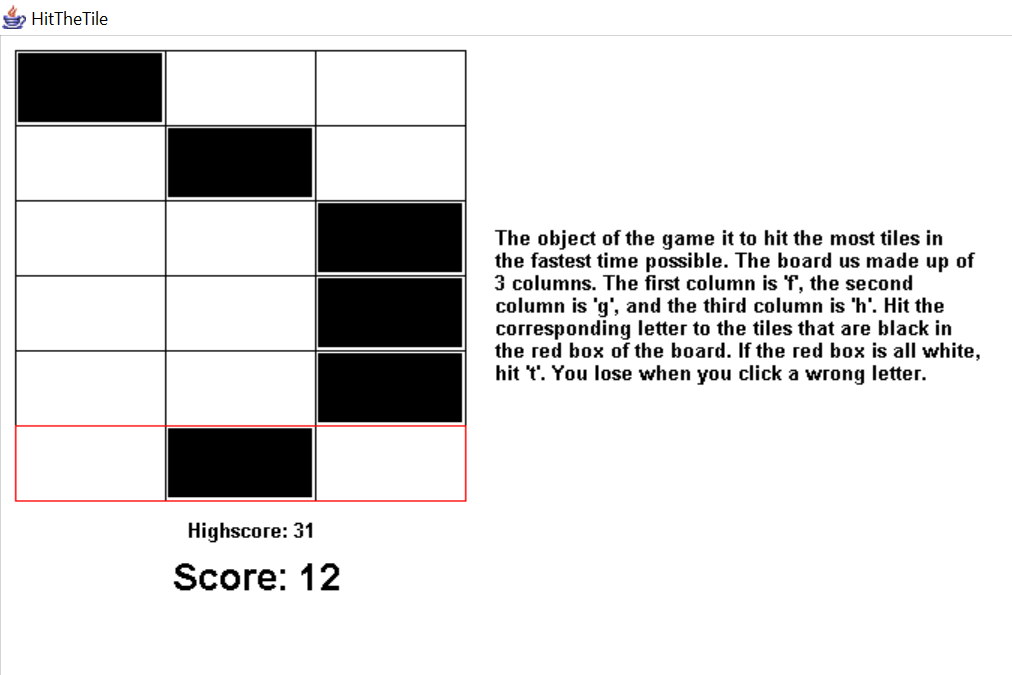 HitTheTile
The object of the game it to hit the most tiles in
the fastest time possible. The board us made up of
3 columns. The first column is 'f', the second
column is 'g', and the third column is 'h'. Hit the
corresponding letter to the tiles that are black in
the red box of the board. If the red box is all white,
hit 't'. You lose when you click a wrong letter.
Highscore: 31
Score: 12